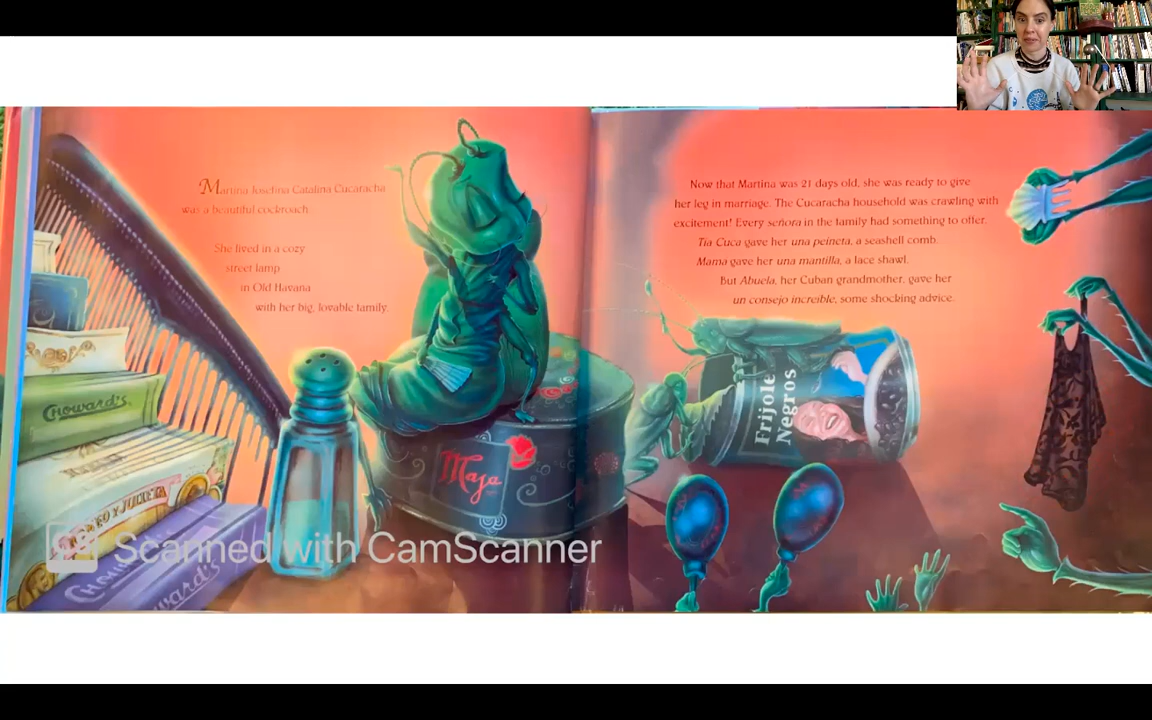 Martina Josefina Catalina Cucaracha
was a beautiful cockroach.
She lived in a cozy
street lamp
in Old Havana
with her big, lovable family.
Now that Martina was 21 days old, she was ready to give
her leg in marriage. The Cucaracha household was crawling with
excitement! Every señora in the family had something to offer.
Tía Cuca gave her una peineta, a seashell comb.
Mamá gave her una mantilla, a lace shawl.
But Abuela, her Cuban grandmother, gave her
un consejo increíble, some shocking advice.
Choward's
Y JULIETA
Choward's
Maja
Frijoles
Negros
Scanned with CamScanner